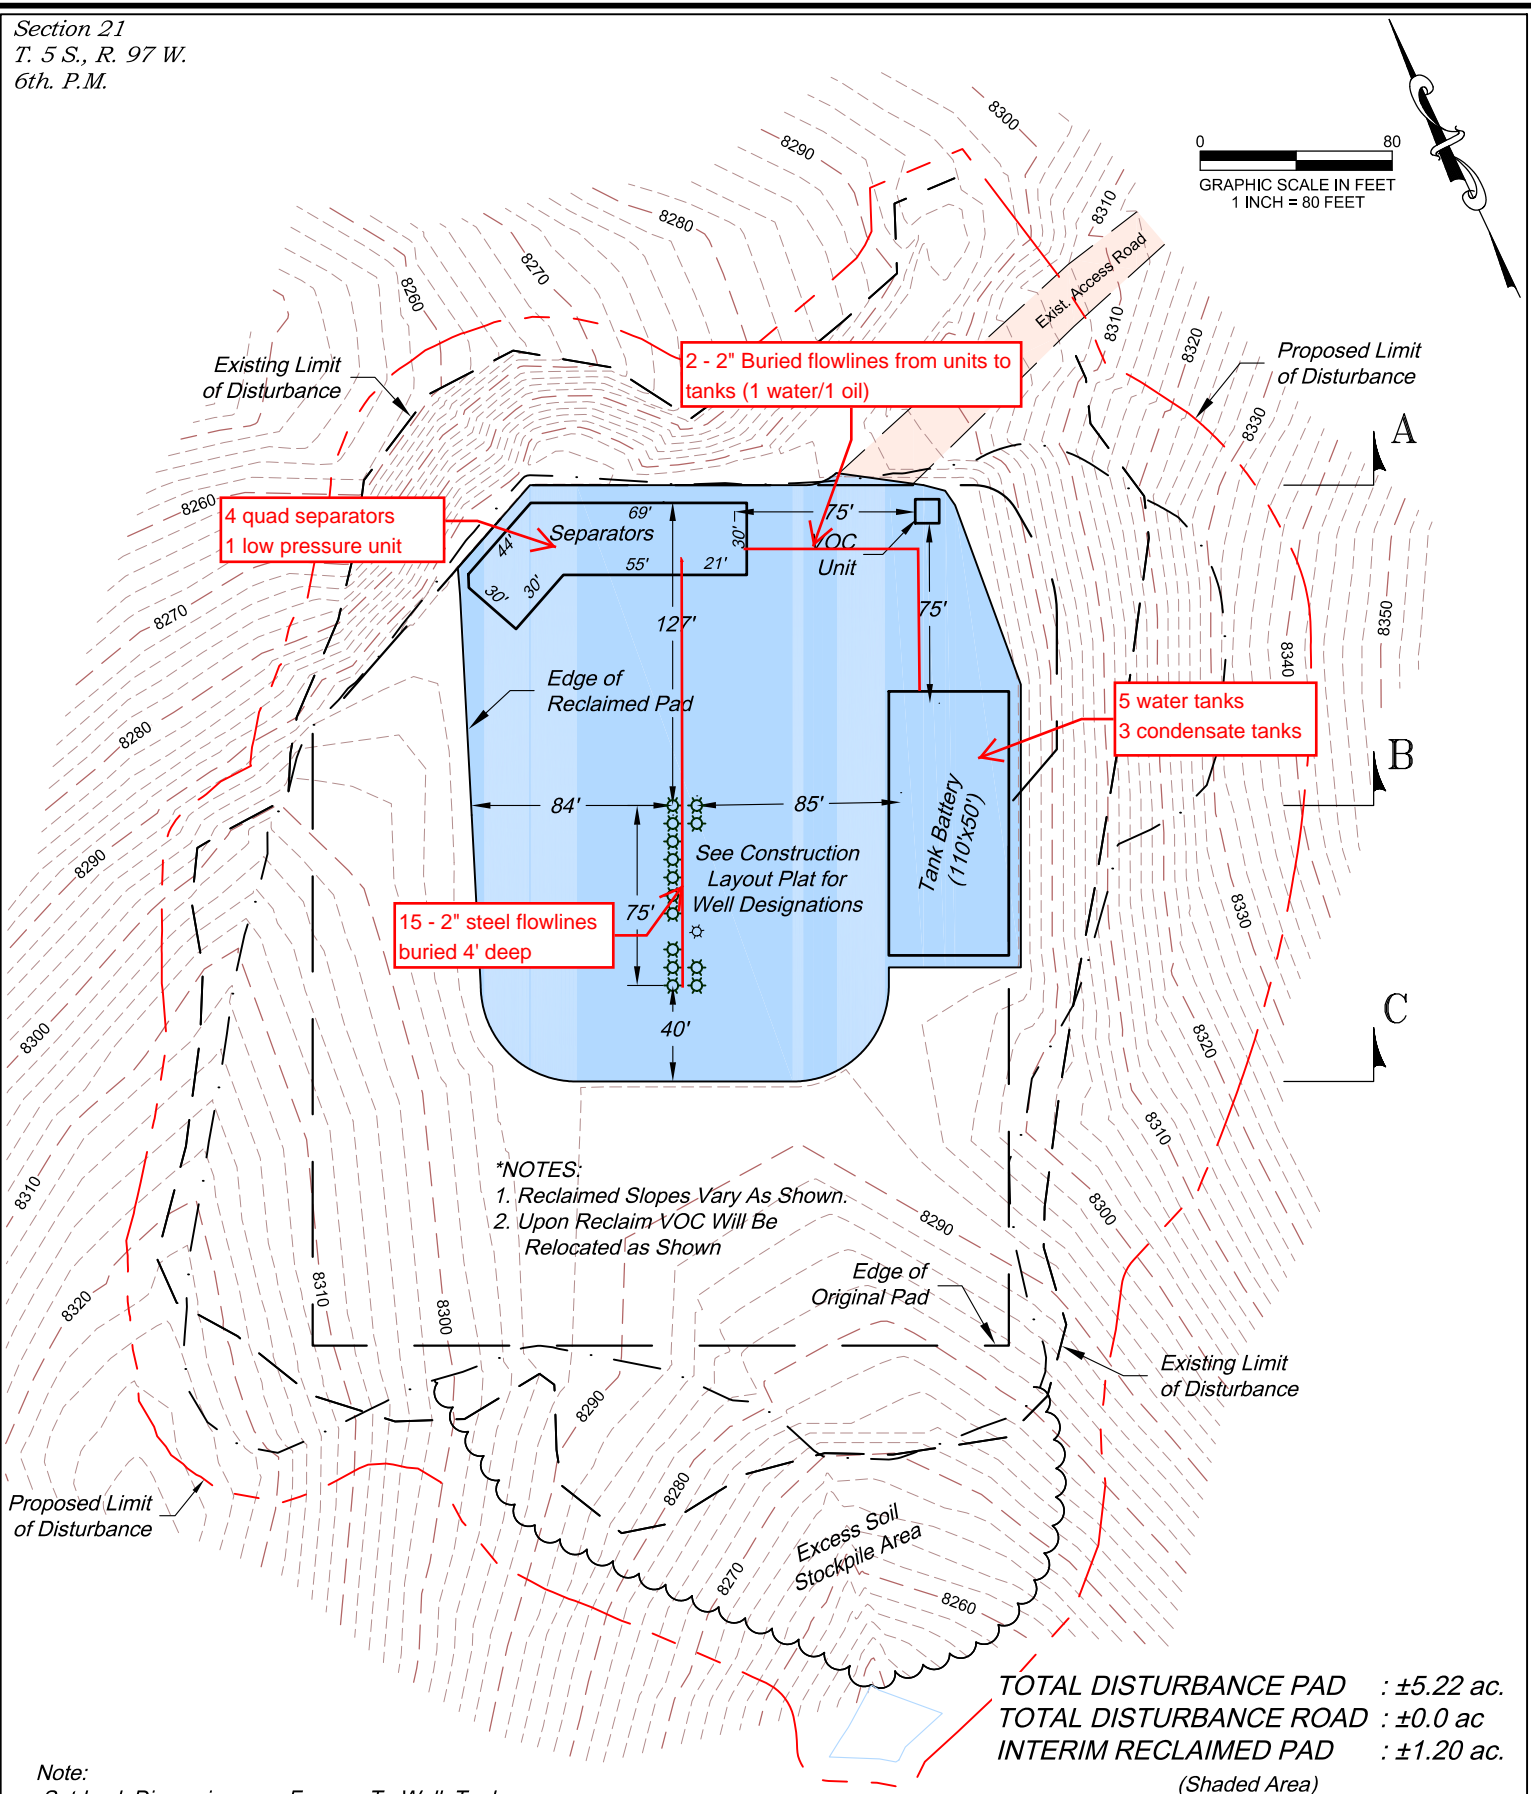 Section 21
T. 5 S., R. 97 W.
6th. P.M.
0 80
GRAPHIC SCALE IN FEET
1 INCH = 80 FEET
8300
8290
8310
8280
8270
8260
Exist. Access Road
8310
8320
8330
Existing Limit
of Disturbance
2 - 2" Buried flowlines from units to
tanks (1 water/1 oil)
Proposed Limit
of Disturbance
A
8260
4 quad separators
1 low pressure unit
69'
Separators
44'
30'
30'
55'
21'
30'
75'
VOC
Unit
127'
75'
8270
8350
8340
Edge of
Reclaimed Pad
5 water tanks
3 condensate tanks
8280
B
84'
85'
Tank Battery
(110'x50')
See Construction
Layout Plat for
Well Designations
8290
75'
15 - 2" steel flowlines
buried 4' deep
8330
8300
40'
C
8320
8310
8310
*NOTES:
1. Reclaimed Slopes Vary As Shown.
2. Upon Reclaim VOC Will Be
Relocated as Shown
8290
8300
8320
8310
8300
Edge of
Original Pad
Existing Limit
of Disturbance
8290
8280
Proposed Limit
of Disturbance
Excess Soil
Stockpile Area
8270
8260
TOTAL DISTURBANCE PAD : ±5.22 ac.
TOTAL DISTURBANCE ROAD : ±0.0 ac
INTERIM RECLAIMED PAD : ±1.20 ac.
(Shaded Area)
Note: